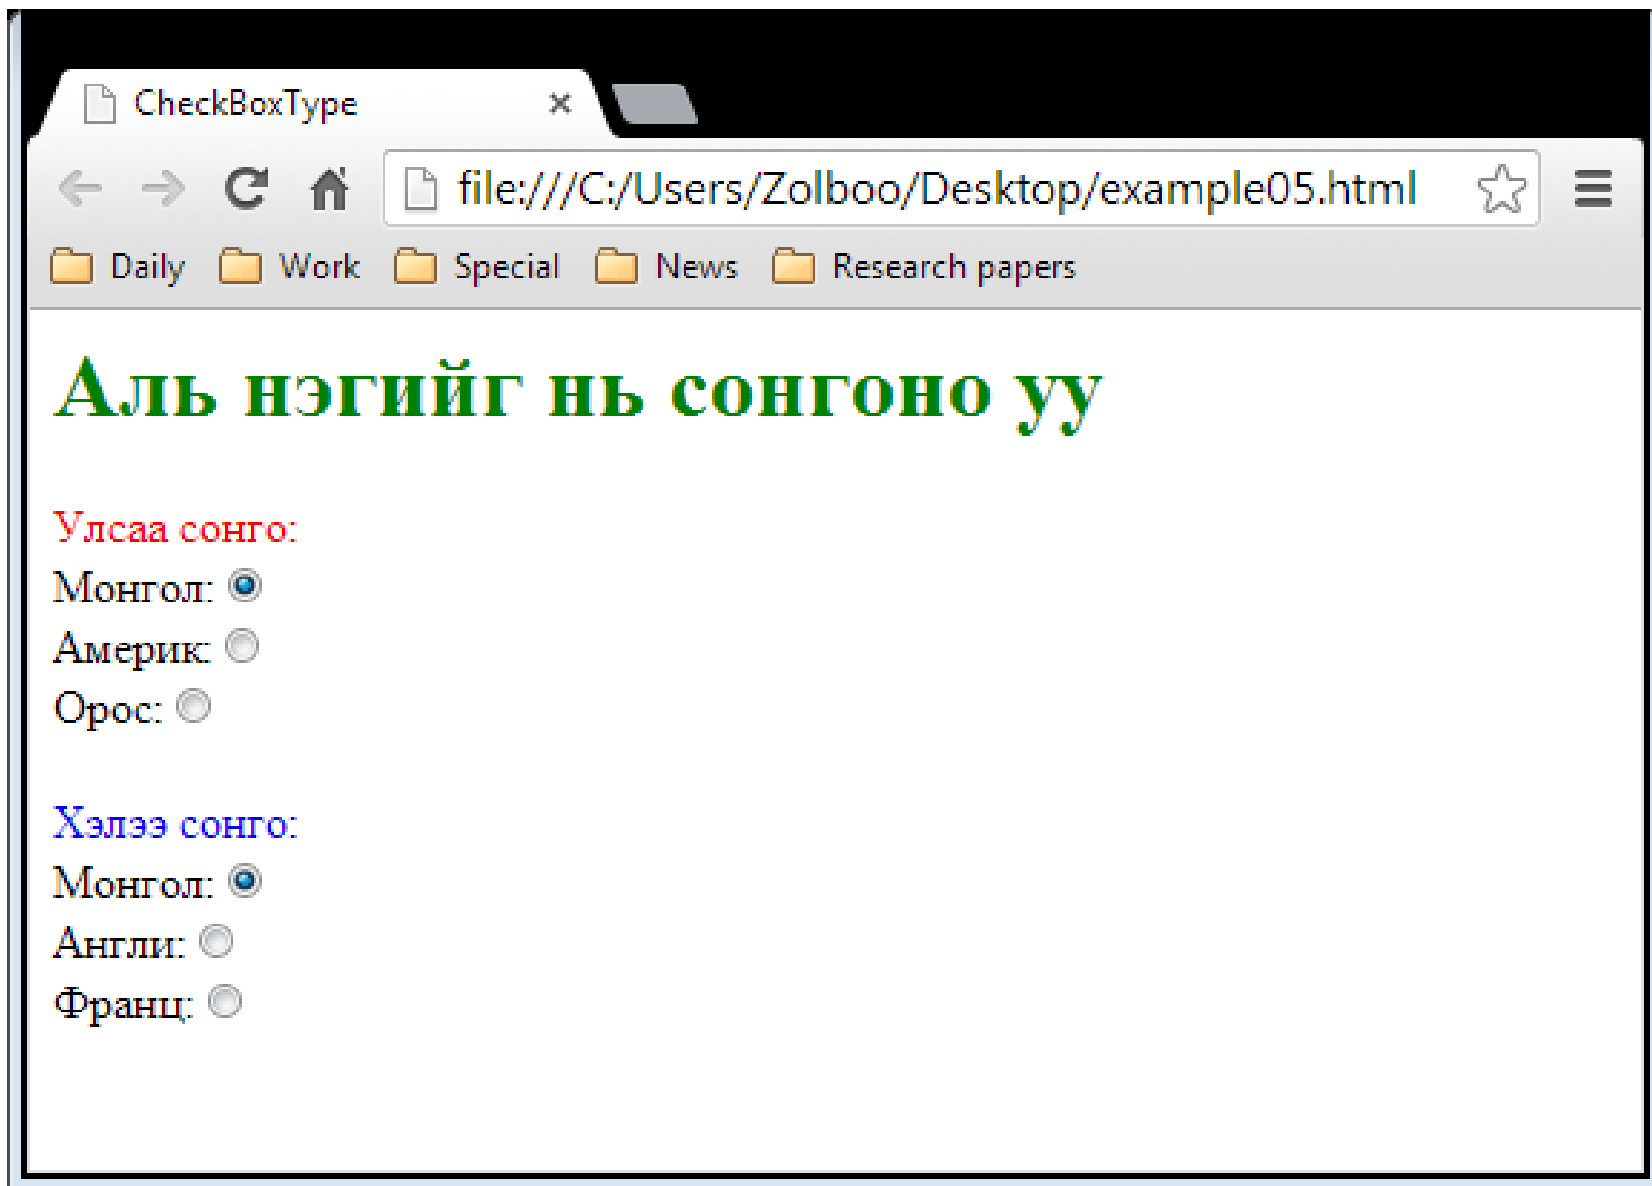 CheckBoxType
file:///C:/Users/Zolboo/Desktop/example05.html
Daily Work Special News Research papers
Аль нэгийг нь сонгоно уу
Улсаа сонго:
Монгол:
Америк:
Орос:
Хэлээ сонго:
Монгол:
Англи:
Франц: